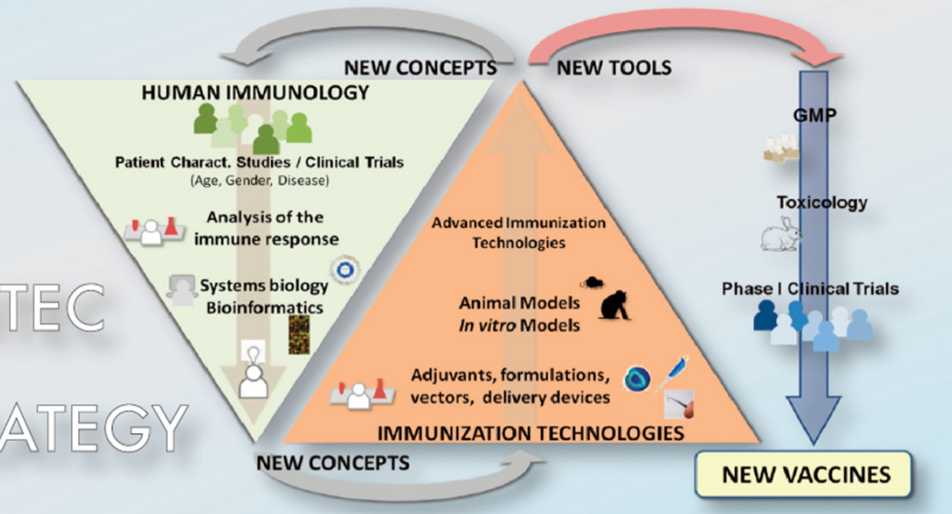 NEW CONCEPTS
NEW TOOLS
HUMAN IMMUNOLOGY
Patient Charact. Studies / Clinical Trials
(Age, Gender, Disease)
Analysis of the
immune response
Systems biology
Bioinformatics
NEW CONCEPTS
Advanced Immunization
Technologies
Animal Models
In vitro Models
Adjuvants, formulations,
vectors, delivery devices
IMMUNIZATION TECHNOLOGIES
GMP
Toxicology
Phase I Clinical Trials
NEW VACCINES
TEC
ATEGY